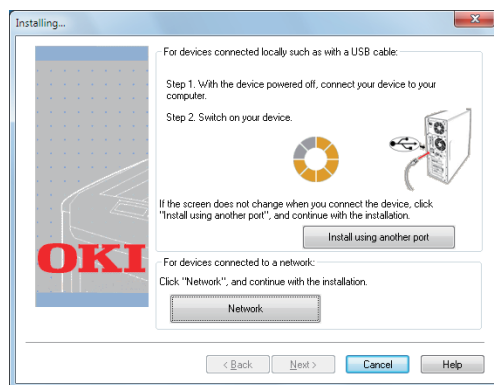 Installing...
For devices connected locally such as with a USB cable:
Step 1. With the device powered off, connect your device to your
computer.
Step 2. Switch on your device.
If the screen does not change when you connect the device, click
"Install using another port", and continue with the installation.
Install using another port
OKI
For devices connected to a network:
Click "Network", and continue with the installation.
Network
< Back Next > Cancel Help